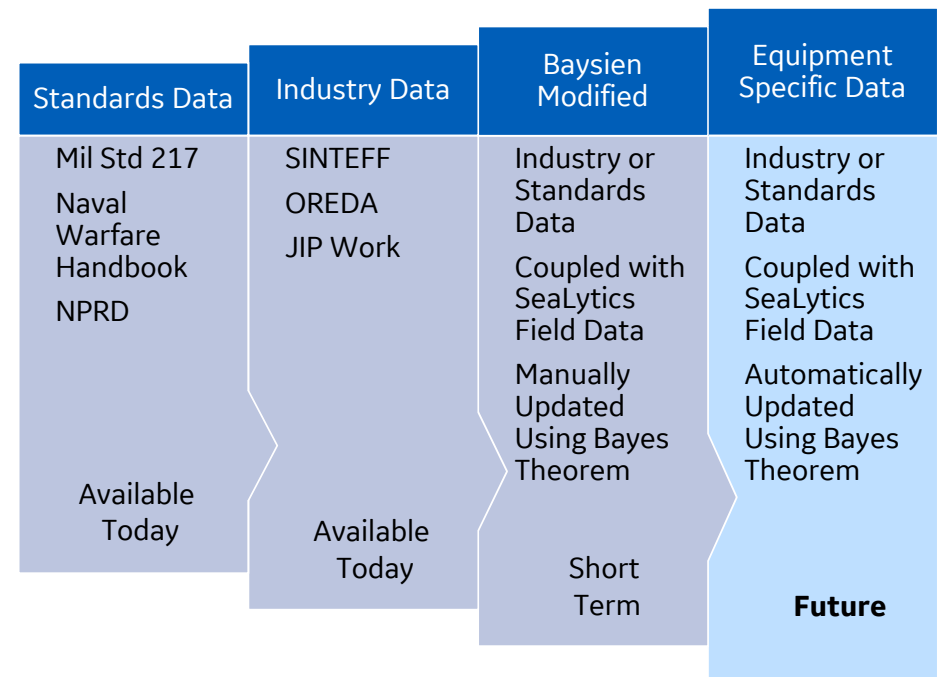 Standards Data
Mil Std 217
Naval
Warfare
Handbook
NPRD
Available
Today
Industry Data
SINTEFF
OREDA
JIP Work
Available
Today
Baysien
Modified
Industry or
Standards
Data
Coupled with
SeaLytics
Field Data
Manually
Updated
Using Bayes
Theorem
Short
Term
Equipment
Specific Data
Industry or
Standards
Data
Coupled with
SeaLytics
Field Data
Automatically
Updated
Using Bayes
Theorem
Future